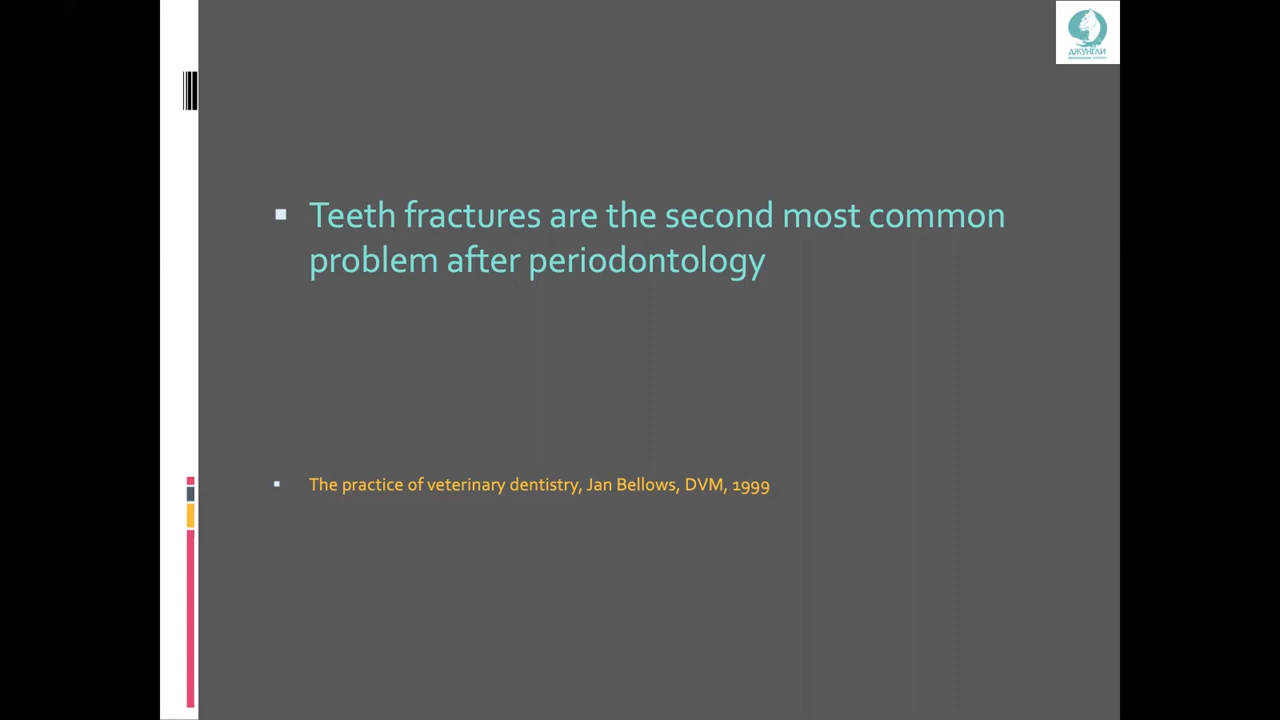 ДЖУНГЛИ
Teeth fractures are the second most common
problem after periodontology
The practice of veterinary dentistry, Jan Bellows, DVM, 1999